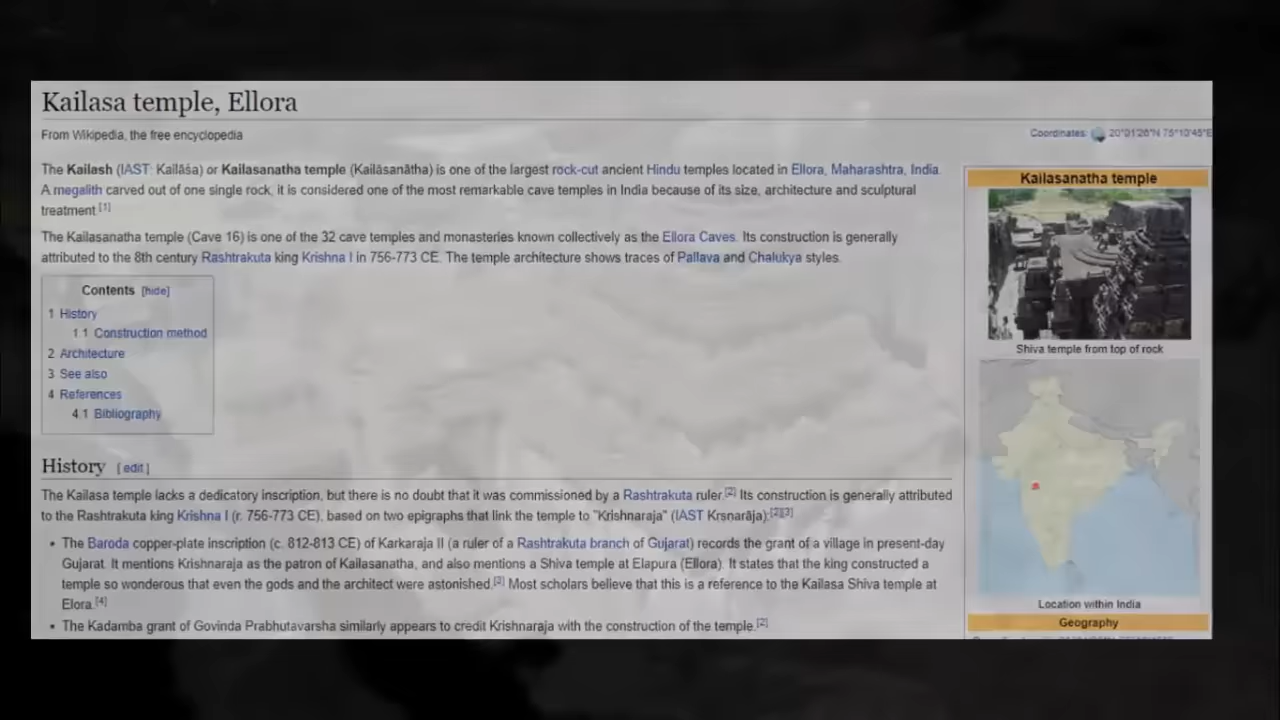 Kailasa temple, Ellora
From Wikipedia, the free encyclopedia
Coordinates: 20°01'26"N 75°10'45"E
The Kailash (IAST: Kailāśa) or Kailasanatha temple (Kailāsanātha) is one of the largest rock-cut ancient Hindu temples located in Ellora, Maharashtra, India.
A megalith carved out of one single rock, it is considered one of the most remarkable cave temples in India because of its size, architecture and sculptural
treatment.[1]
The Kailasanatha temple (Cave 16) is one of the 32 cave temples and monasteries known collectively as the Ellora Caves. Its construction is generally
attributed to the 8th century Rashtrakuta king Krishna I in 756-773 CE. The temple architecture shows traces of Pallava and Chalukya styles.
Contents [hide]
1 History
1.1 Construction method
2 Architecture
3 See also
4 References
4.1 Bibliography
Kailasanatha temple
Shiva temple from top of rock
Location within India
Geography
History [edit]
The Kailasa temple lacks a dedicatory inscription, but there is no doubt that it was commissioned by a Rashtrakuta ruler.[2] Its construction is generally attributed
to the Rashtrakuta king Krishna I (r. 756-773 CE), based on two epigraphs that link the temple to "Krishnaraja" (IAST Kṛṣṇarāja):[2][3]
• The Baroda copper-plate inscription (c. 812-813 CE) of Karkaraja II (a ruler of a Rashtrakuta branch of Gujarat) records the grant of a village in present-day
Gujarat. It mentions Krishnaraja as the patron of Kailasanatha, and also mentions a Shiva temple at Elapura (Ellora). It states that the king constructed a
temple so wonderous that even the gods and the architect were astonished.[3] Most scholars believe that this is a reference to the Kailasa Shiva temple at
Elora.[4]
• The Kadamba grant of Govinda Prabhutavarsha similarly appears to credit Krishnaraja with the construction of the temple.[2]